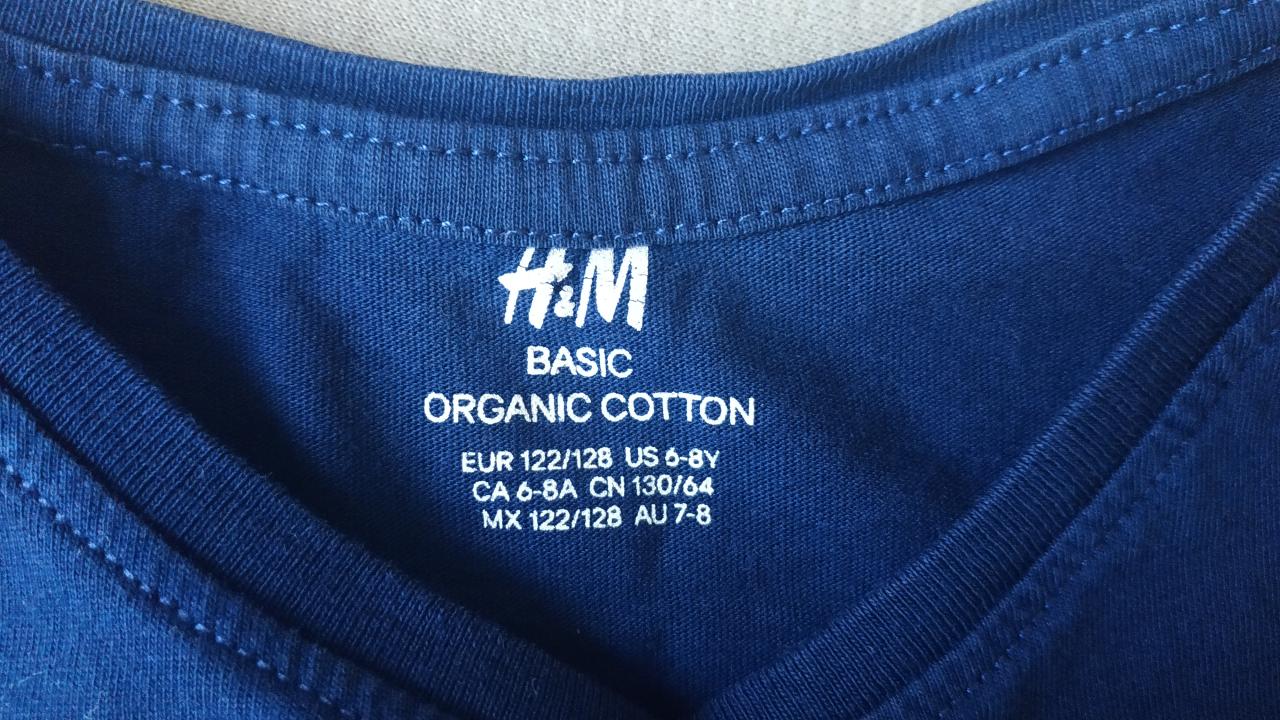 H&M
BASIC
ORGANIC COTTON
EUR 122/128 US 6-8Y
CA 6-8A CN 130/64
MX 122/128 AU 7-8